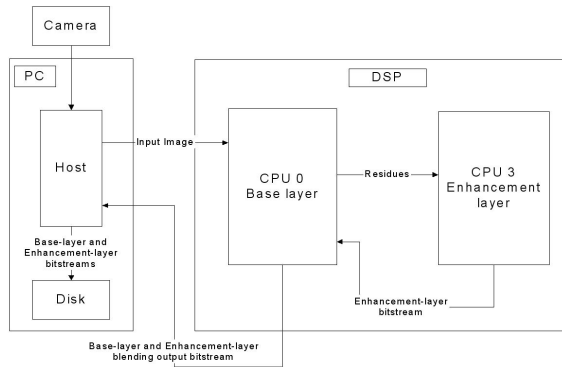 Camera
PC
DSP
Host
Input Image
CPU 0
Base layer
Residues
CPU 3
Enhancement
layer
Base-layer and
Enhancement-layer
bitstreams
Disk
Enhancement-layer
bitstream
Base-layer and Enhancement-layer
blending output bitstream